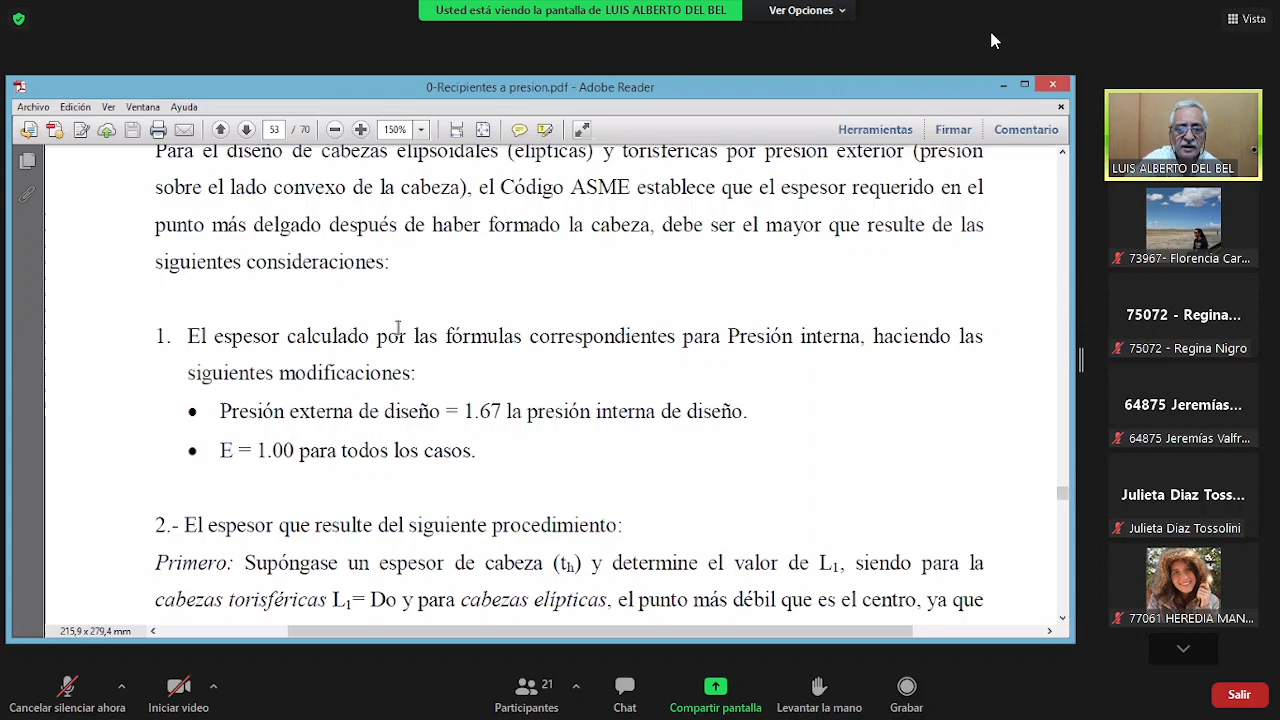 Usted está viendo la pantalla de LUIS ALBERTO DEL BEL
Ver Opciones
Vista
0-Recipientes a presion.pdf - Adobe Reader
Archivo Edición Ver Ventana Ayuda
53 / 70 150% Herramientas Firmar Comentario
Para el diseño de cabezas elipsoidales (elípticas) y torisféricas por presión exterior (presión
sobre el lado convexo de la cabeza), el Código ASME establece que el espesor requerido en el
punto más delgado después de haber formado la cabeza, debe ser el mayor que resulte de las
siguientes consideraciones:
1. El espesor calculado por las fórmulas correspondientes para Presión interna, haciendo las
siguientes modificaciones:
• Presión externa de diseño = 1.67 la presión interna de diseño.
• E = 1.00 para todos los casos.
2.- El espesor que resulte del siguiente procedimiento:
Primero: Supóngase un espesor de cabeza (th) y determine el valor de L1, siendo para la
cabezas torisféricas L1= Do y para cabezas elípticas, el punto más débil que es el centro, ya que
215,9 x 279,4 mm
LUIS ALBERTO DEL BEL
73967- Florencia Car...
75072 - Regina...
75072 - Regina Nigro
64875 Jeremías...
64875 Jeremías Valfr...
Julieta Diaz Toss...
Julieta Diaz Tossolini
77061 HEREDIA MAN...
21
Cancelar silenciar ahora
Iniciar video
Participantes
Chat
Compartir pantalla
Levantar la mano
Grabar
Salir